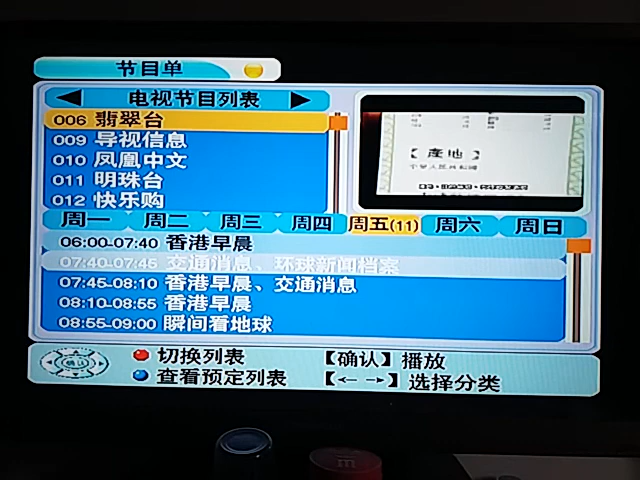 节目单
电视节目列表
006 翡翠台
009 导视信息
010 凤凰中文
011 明珠台
012 快乐购
【 產地 】
周一 周二 周三 周四 周五(11) 周六 周日
06:00-07:40 香港早晨
07:40-07:45 交通消息、环球新闻档案
07:45-08:10 香港早晨、交通消息
08:10-08:55 香港早晨
08:55-09:00 瞬间看地球
切换列表 【确认】播放
查看预定列表 【←→】选择分类
m